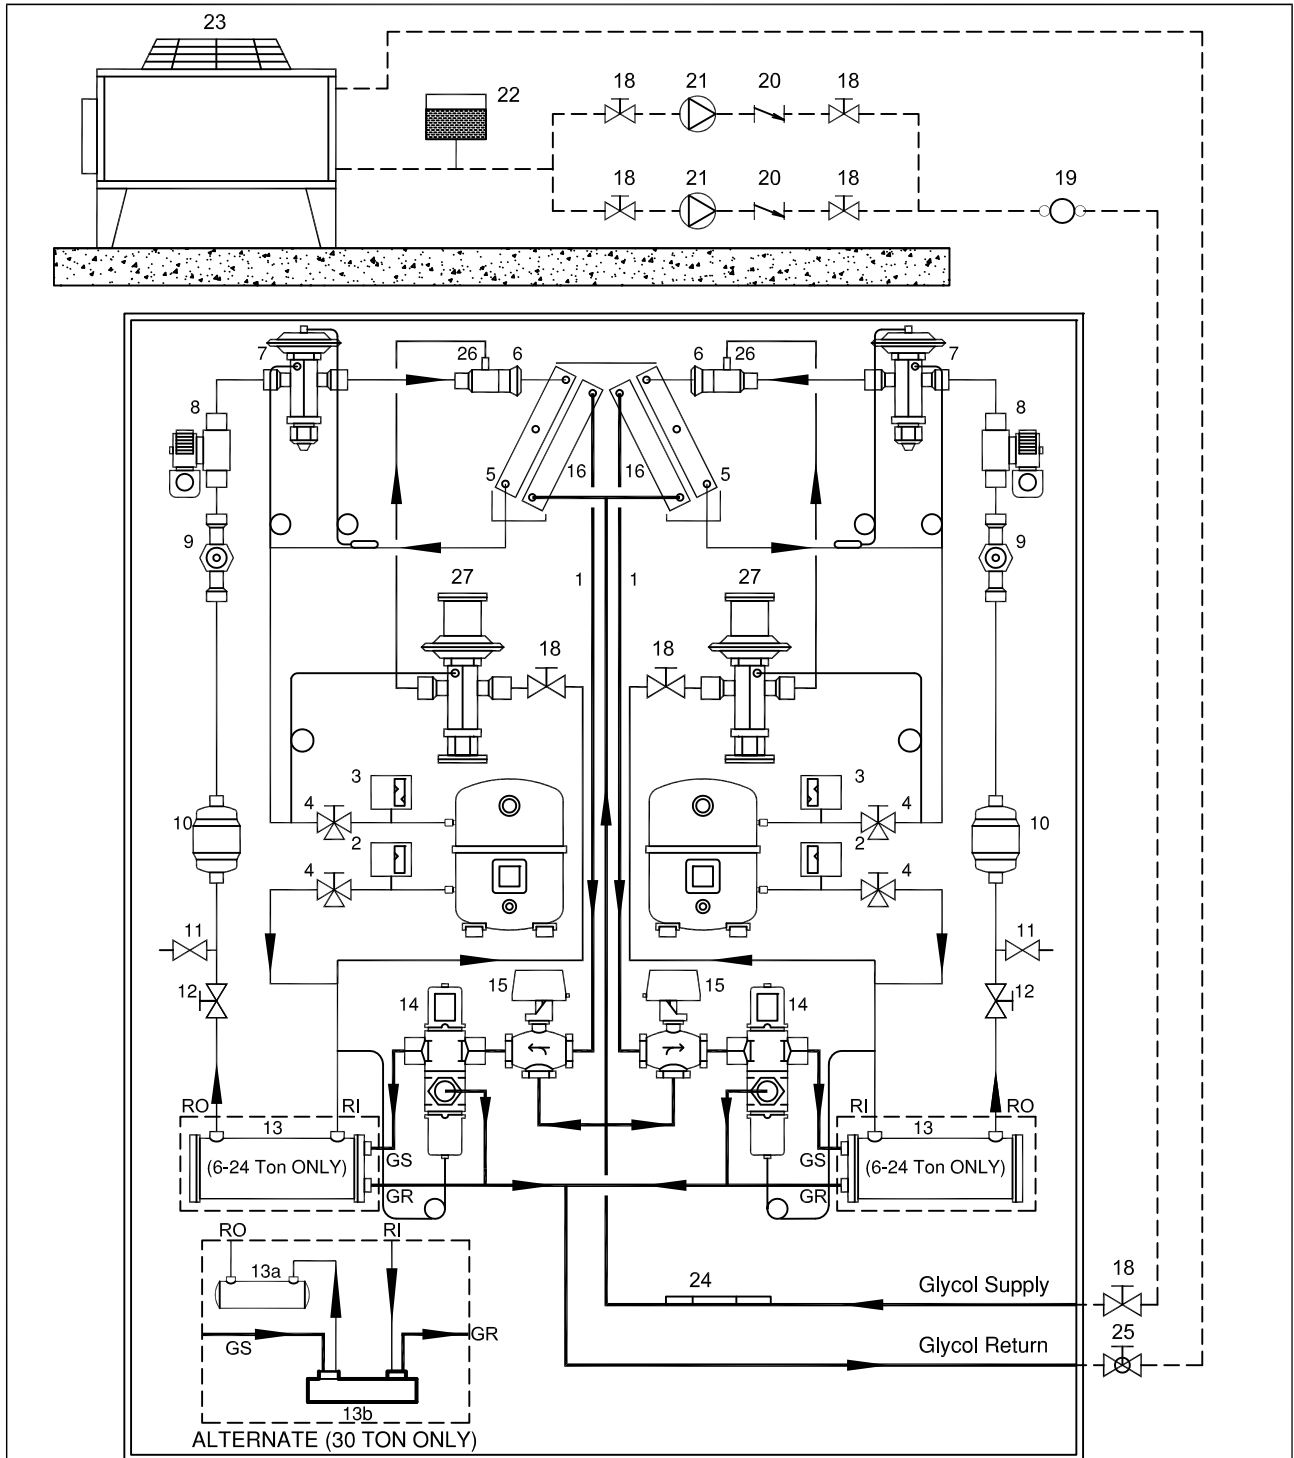 23
22
18 21 20 18
18 21 20 18
19
7 26 6 6 26 7
8 8
5 16 16 5
9 9
1 1
27 27
18 18
3 3
4 4
10 10
2 2
4 4
11 11
12 12
14 15 15 14
RO RI RI RO
13 13
(6-24 Ton ONLY) (6-24 Ton ONLY)
GS GS
GR GR
RO RI
13a
GS GR
13b
ALTERNATE (30 TON ONLY)
24
Glycol Supply
18
Glycol Return
25